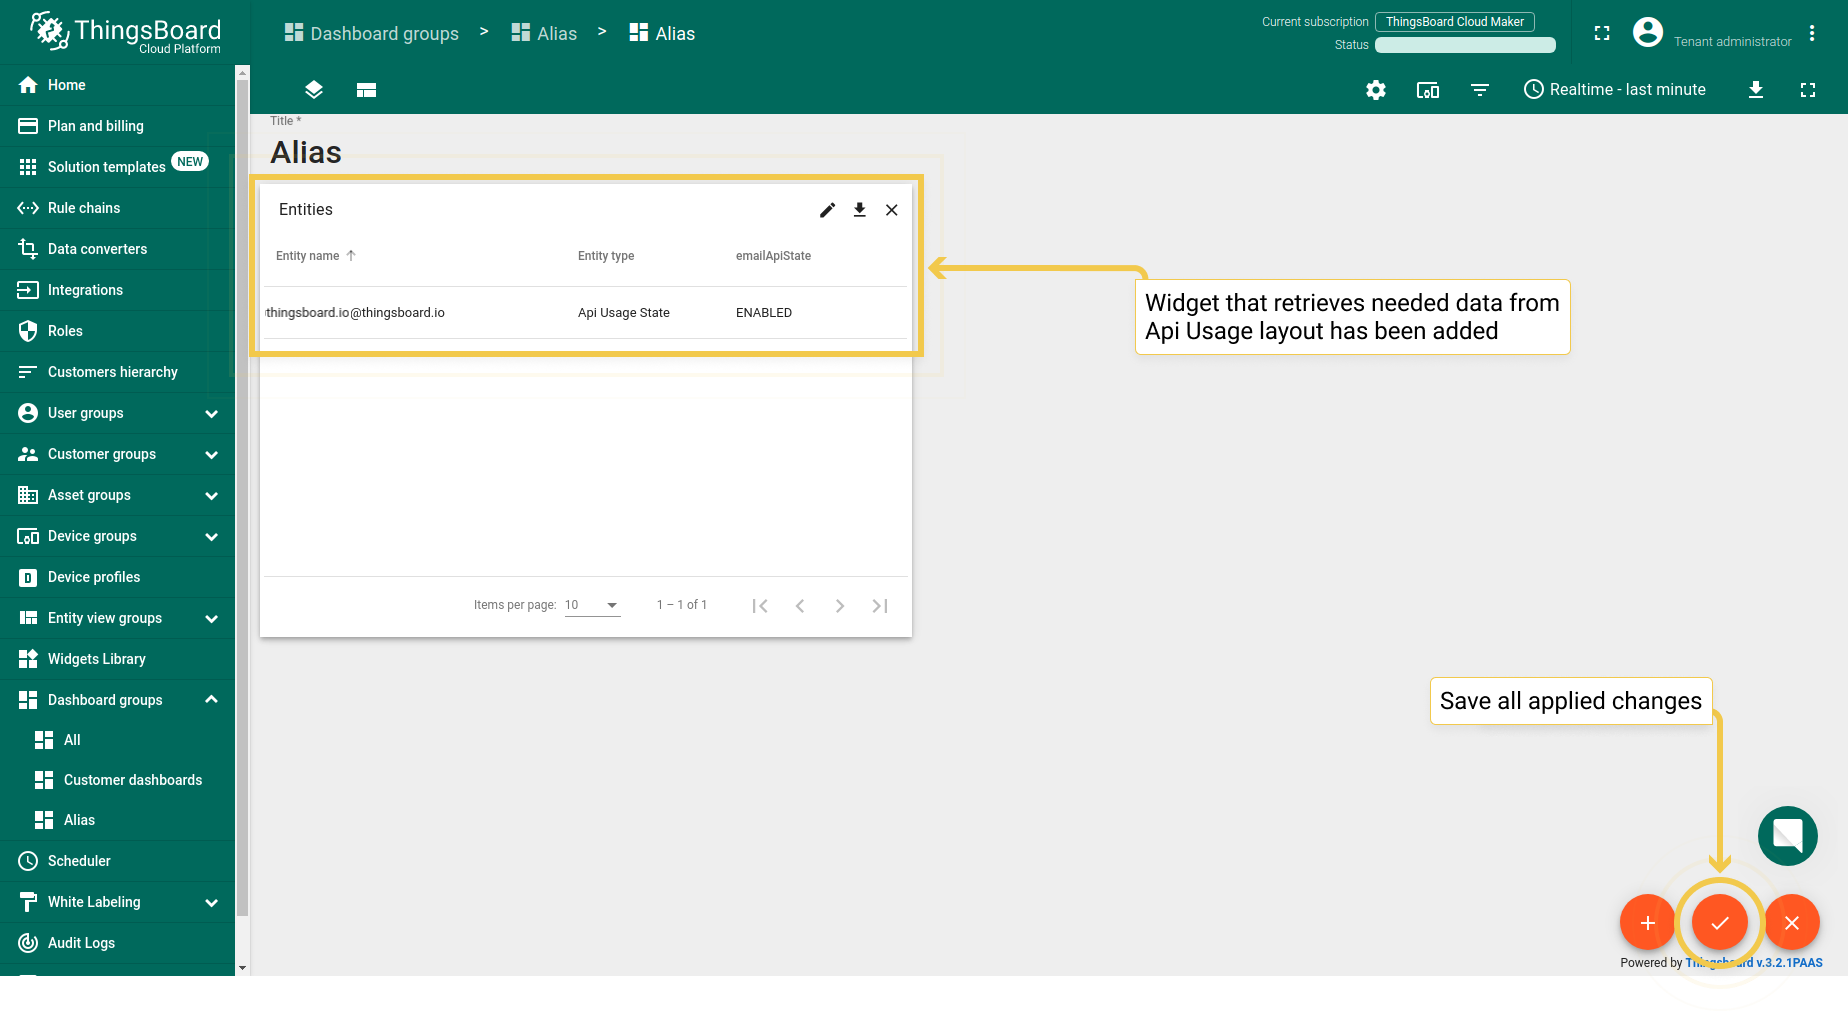 ThingsBoard
Cloud Platform
Dashboard groups > Alias > Alias
Current subscription ThingsBoard Cloud Maker
Status
Tenant administrator
Realtime - last minute
Home
Plan and billing
Solution templates NEW
Rule chains
Data converters
Integrations
Roles
Customers hierarchy
User groups
Customer groups
Asset groups
Device groups
Device profiles
Entity view groups
Widgets Library
Dashboard groups
All
Customer dashboards
Alias
Scheduler
White Labeling
Audit Logs
Title *
Alias
Entities
Entity name Entity type emailApiState
thingsboard.io@thingsboard.io Api Usage State ENABLED
Items per page: 10 1 – 1 of 1
Widget that retrieves needed data from
Api Usage layout has been added
Save all applied changes
Powered by Thingsboard v.3.2.1PAAS